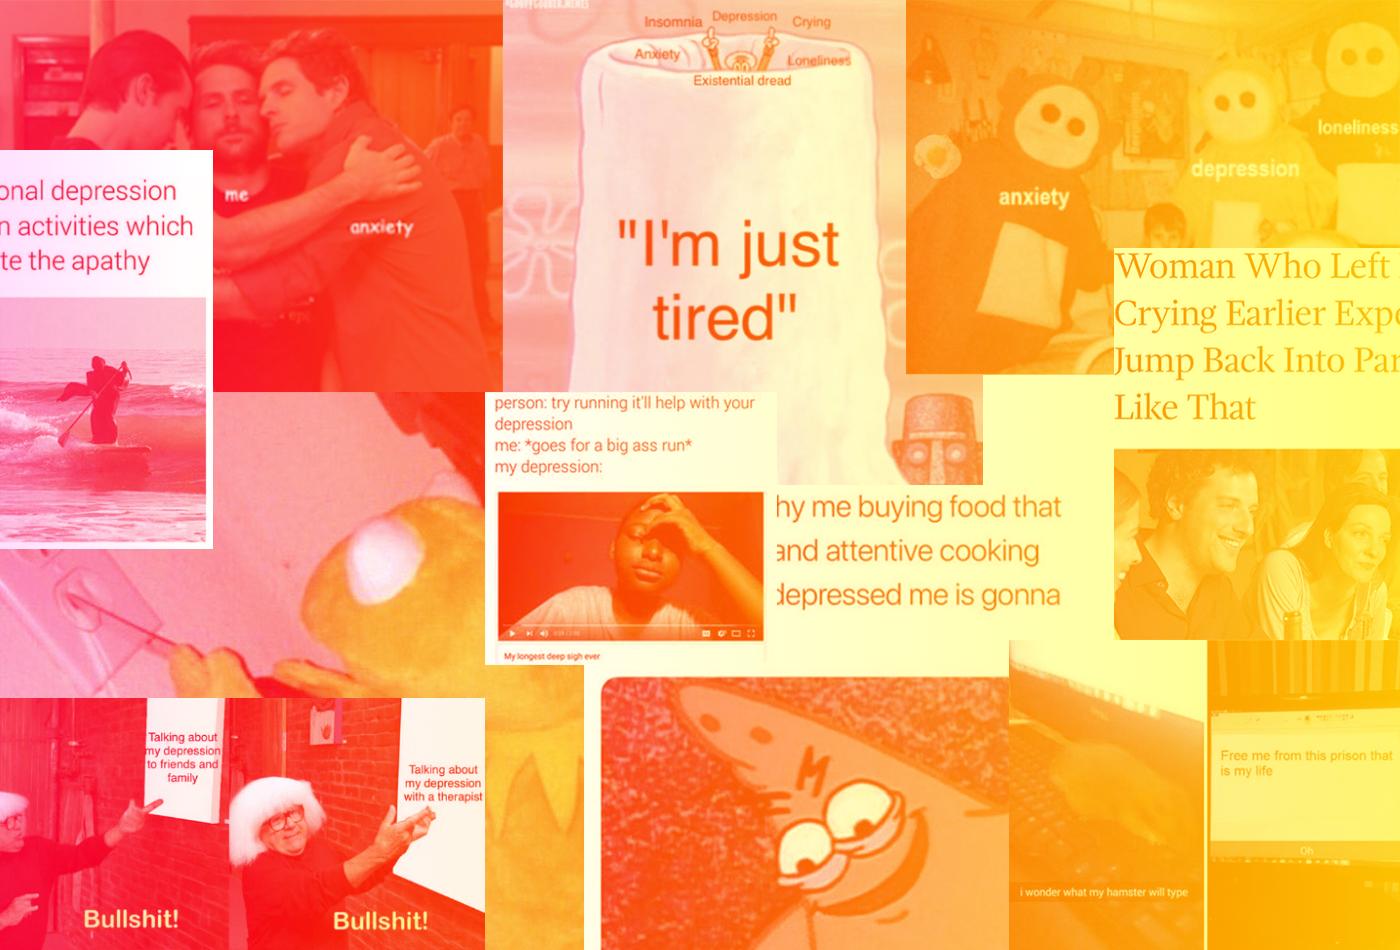 Insomnia
Depression
Crying
Anxiety
Loneliness
Existential dread
"I'm just
tired"
me
anxiety
anxiety
depression
loneliness
onal depression
n activities which
te the apathy
Woman Who Left
Crying Earlier Expe
Jump Back Into Par
Like That
person: try running it'll help with your
depression
me: *goes for a big ass run*
my depression:
My longest deep sigh ever
hy me buying food that
and attentive cooking
depressed me is gonna
Talking about
my depression
to friends and
family
Bullshit!
Talking about
my depression
with a therapist
Bullshit!
M
i wonder what my hamster will type
Free me from this prison that
is my life
Oh